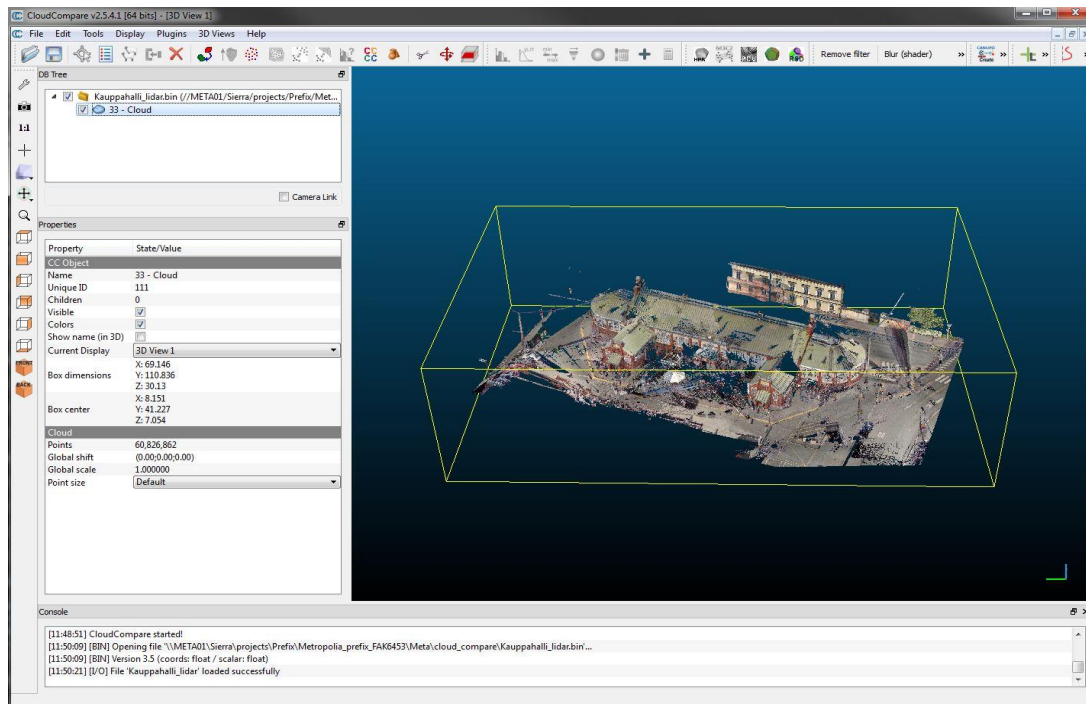 CloudCompare v2.5.4.1 [64 bits] - [3D View 1]
File Edit Tools Display Plugins 3D Views Help
Remove filter Blur (shader) » » »
DB Tree
Kauppahalli_lidar.bin (//META01/Sierra/projects/Prefix/Met...
33 - Cloud
1:1
Camera Link
Properties
Property State/Value
CC Object
Name 33 - Cloud
Unique ID 111
Children 0
Visible
Colors
Show name (in 3D)
Current Display 3D View 1
Box dimensions X: 69.146
Y: 110.836
Z: 30.13
Box center X: 8.151
Y: 41.227
Z: 7.054
Cloud
Points 60,826,862
Global shift (0.00;0.00;0.00)
Global scale 1.000000
Point size Default
FRONT
BACK
Console
[11:48:51] CloudCompare started!
[11:50:09] [BIN] Opening file '\\META01\Sierra\projects\Prefix\Metropolia_prefix_FAK6453\Meta\cloud_compare\Kauppahalli_lidar.bin'...
[11:50:09] [BIN] Version 3.5 (coords: float / scalar: float)
[11:50:21] [I/O] File 'Kauppahalli_lidar' loaded successfully